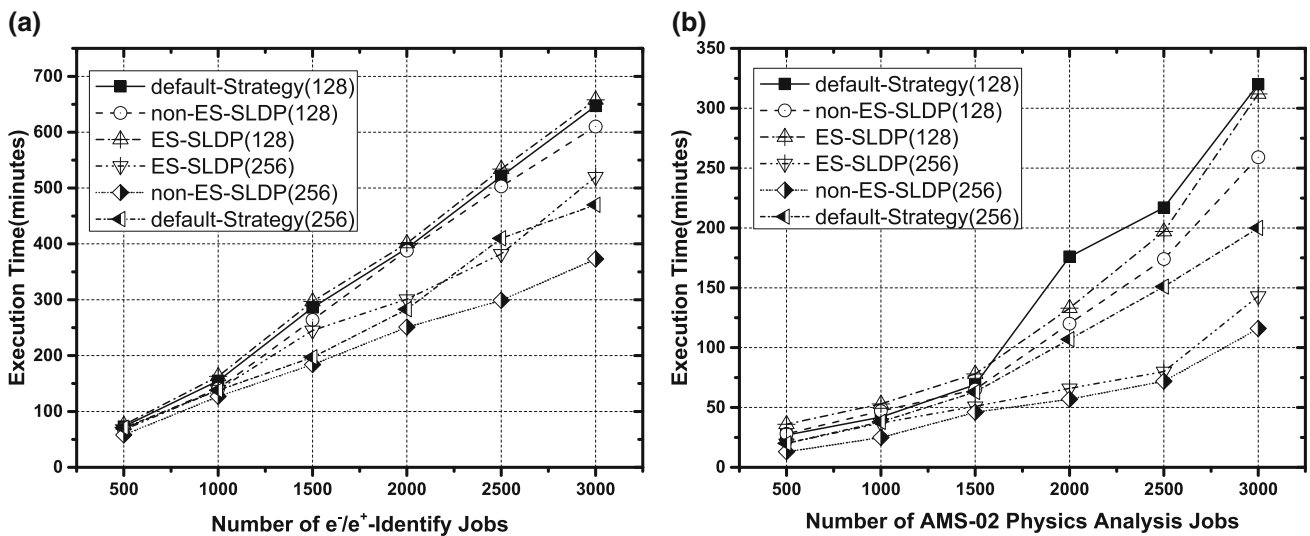 (a)
700
600
500
400
300
200
100
0
Execution Time(minutes)
default-Strategy(128)
non-ES-SLDP(128)
ES-SLDP(128)
ES-SLDP(256)
non-ES-SLDP(256)
default-Strategy(256)
500 1000 1500 2000 2500 3000
Number of e⁻/e⁺-Identify Jobs
(b)
350
300
250
200
150
100
50
0
Execution Time(minutes)
default-Strategy(128)
non-ES-SLDP(128)
ES-SLDP(128)
ES-SLDP(256)
non-ES-SLDP(256)
default-Strategy(256)
500 1000 1500 2000 2500 3000
Number of AMS-02 Physics Analysis Jobs